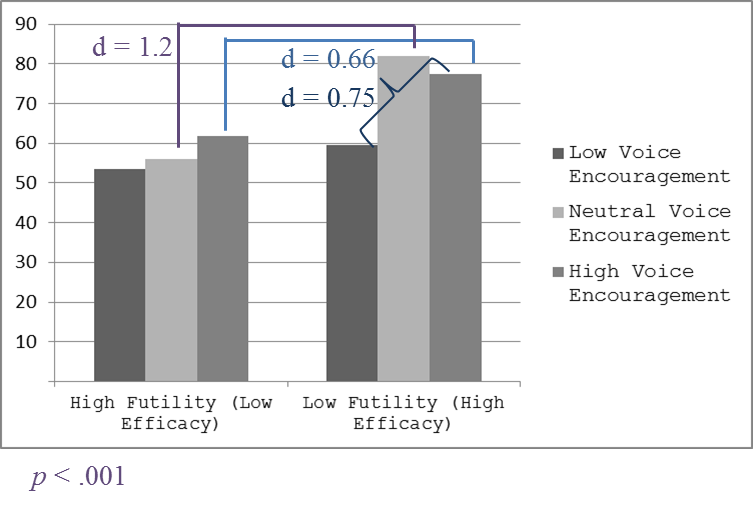 90
80
70
60
50
40
30
20
10
d = 1.2
d = 0.66
d = 0.75
High Futility (Low
Efficacy)
Low Futility (High
Efficacy)
Low Voice
Encouragement
Neutral Voice
Encouragement
High Voice
Encouragement
p < .001